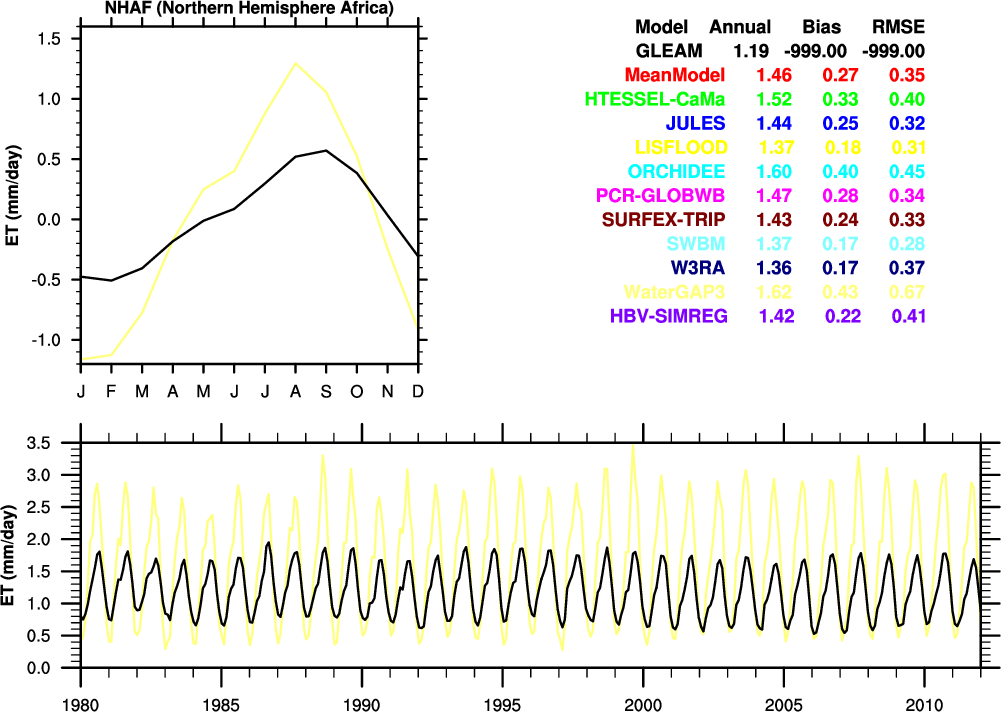 NHAF (Northern Hemisphere Africa)
1.5
1.0
0.5
0.0
-0.5
-1.0
ET (mm/day)
J F M A M J J A S O N D
Model Annual Bias RMSE
GLEAM 1.19 -999.00 -999.00
MeanModel 1.46 0.27 0.35
HTESSEL-CaMa 1.52 0.33 0.40
JULES 1.44 0.25 0.32
LISFLOOD 1.37 0.18 0.31
ORCHIDEE 1.60 0.40 0.45
PCR-GLOBWB 1.47 0.28 0.34
SURFEX-TRIP 1.43 0.24 0.33
SWBM 1.37 0.17 0.28
W3RA 1.36 0.17 0.37
WaterGAP3 1.62 0.43 0.67
HBV-SIMREG 1.42 0.22 0.41
3.5
3.0
2.5
2.0
1.5
1.0
0.5
0.0
ET (mm/day)
1980 1985 1990 1995 2000 2005 2010